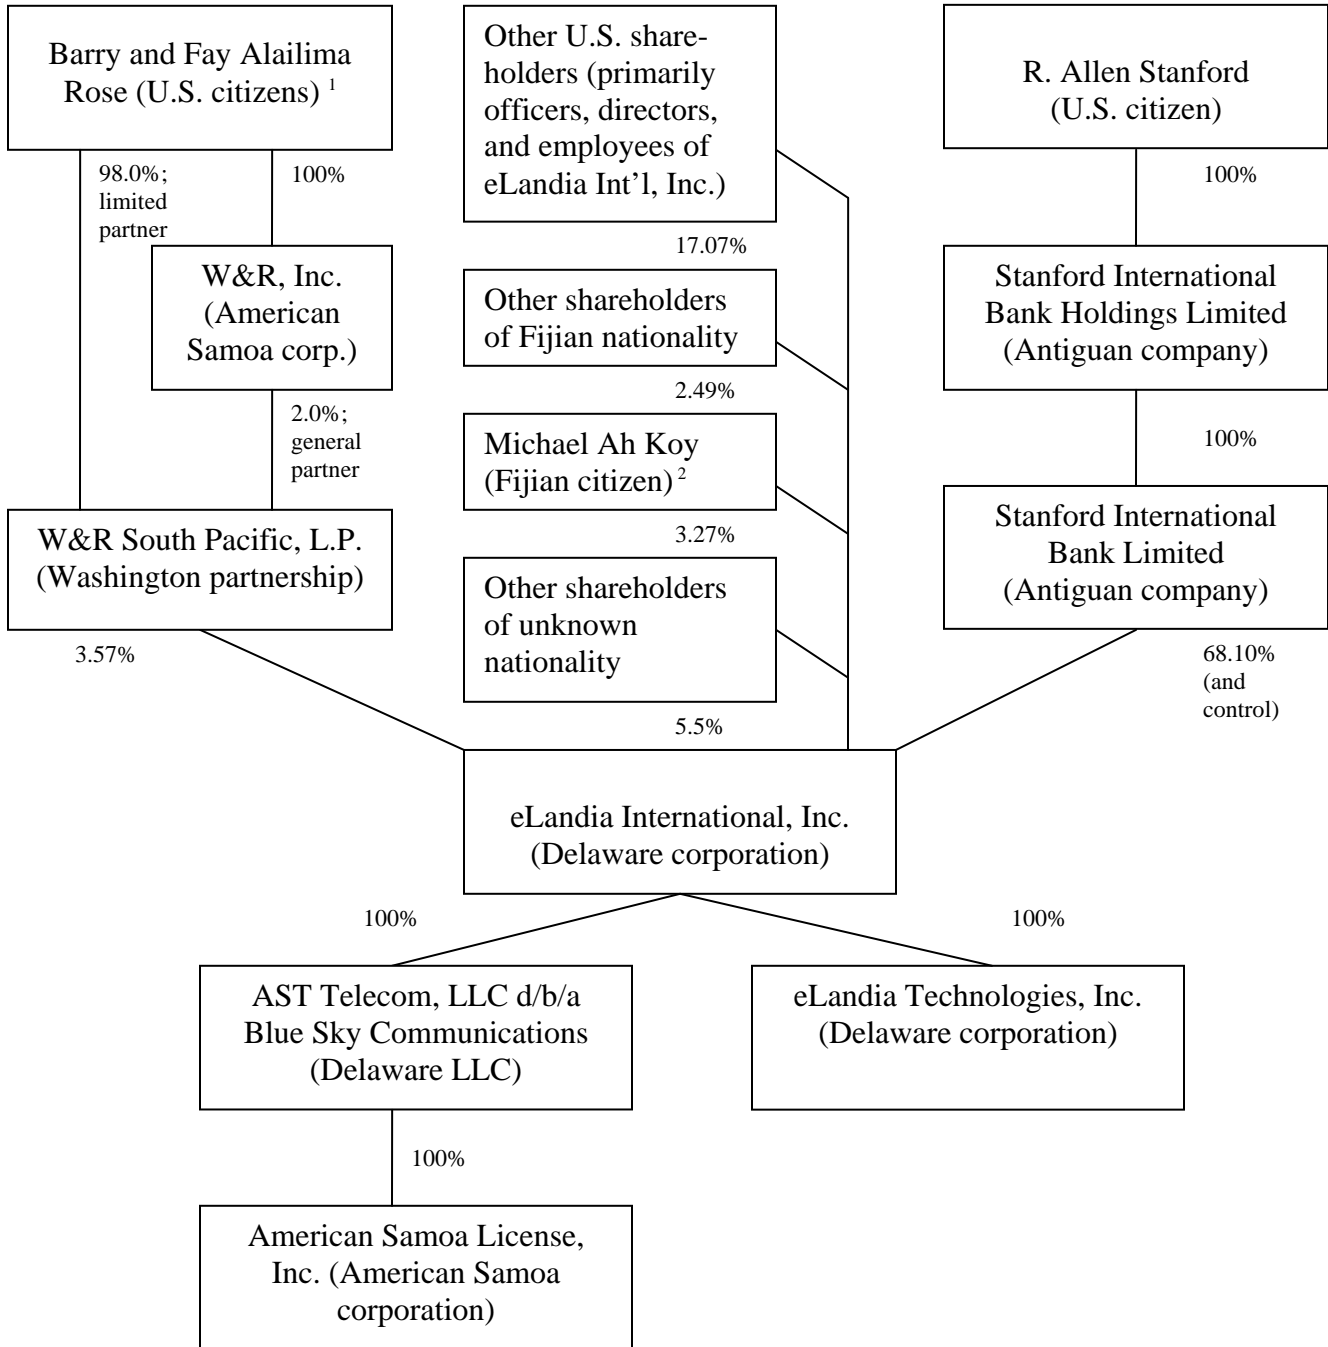 Barry and Fay Alailima
Rose (U.S. citizens) 1
98.0%;
limited
partner
100%
W&R, Inc.
(American
Samoa corp.)
2.0%;
general
partner
W&R South Pacific, L.P.
(Washington partnership)
3.57%
Other U.S. share-
holders (primarily
officers, directors,
and employees of
eLandia Int’l, Inc.)
17.07%
Other shareholders
of Fijian nationality
2.49%
Michael Ah Koy
(Fijian citizen) 2
3.27%
Other shareholders
of unknown
nationality
5.5%
R. Allen Stanford
(U.S. citizen)
100%
Stanford International
Bank Holdings Limited
(Antiguan company)
100%
Stanford International
Bank Limited
(Antiguan company)
68.10%
(and
control)
eLandia International, Inc.
(Delaware corporation)
100%
100%
AST Telecom, LLC d/b/a
Blue Sky Communications
(Delaware LLC)
eLandia Technologies, Inc.
(Delaware corporation)
100%
American Samoa License,
Inc. (American Samoa
corporation)